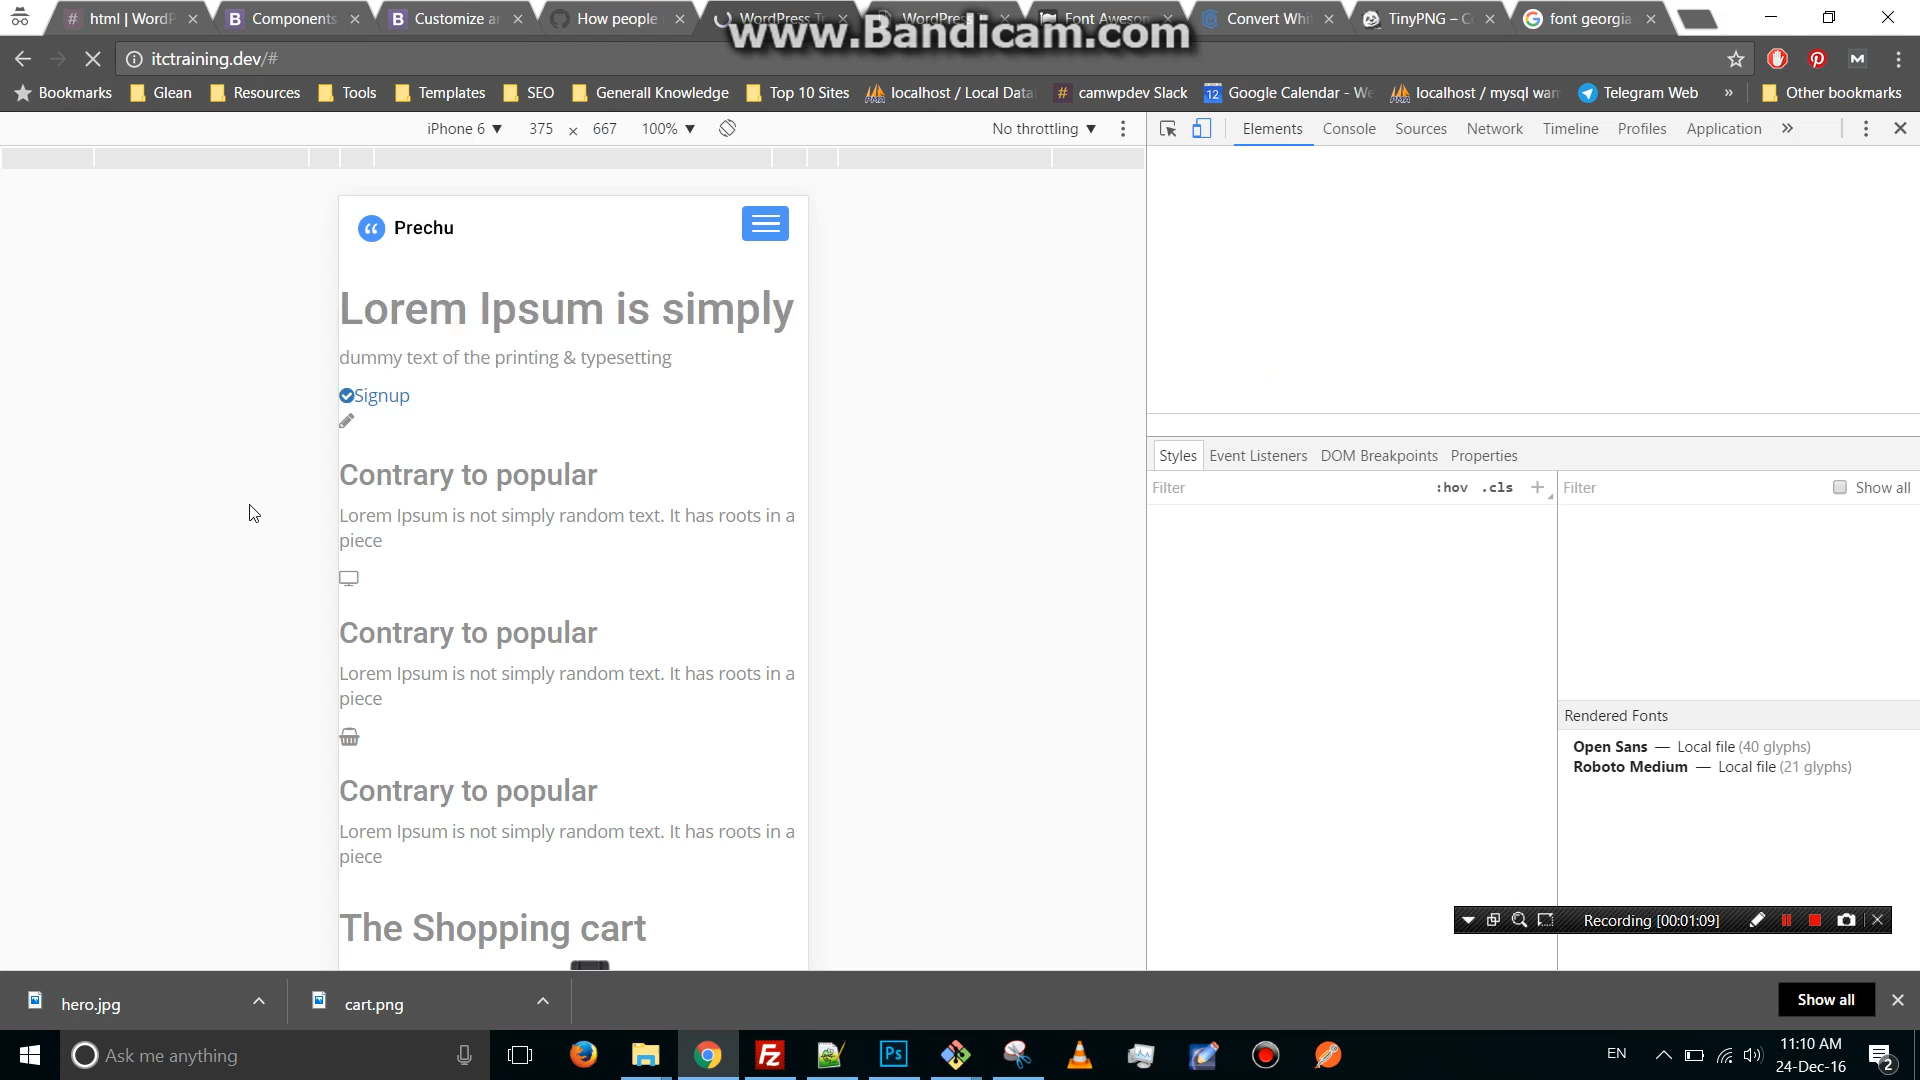 html | WordP
Components
Customize an
How people
WordPress Tr
WordPress
Font Aweson
Convert Whi
TinyPNG – C
font georgia
www.Bandicam.com
itctraining.dev/#
Bookmarks
Glean
Resources
Tools
Templates
SEO
Generall Knowledge
Top 10 Sites
localhost / Local Data
camwpdev Slack
Google Calendar - We
localhost / mysql wam
Telegram Web
»
Other bookmarks
iPhone 6 ▼ 375 × 667 100% ▼
No throttling ▼
Elements Console Sources Network Timeline Profiles Application »
Prechu
Lorem Ipsum is simply
dummy text of the printing & typesetting
Signup
Contrary to popular
Lorem Ipsum is not simply random text. It has roots in a
piece
Contrary to popular
Lorem Ipsum is not simply random text. It has roots in a
piece
Contrary to popular
Lorem Ipsum is not simply random text. It has roots in a
piece
The Shopping cart
Styles Event Listeners DOM Breakpoints Properties
Filter :hov .cls +
Filter Show all
Rendered Fonts
Open Sans — Local file (40 glyphs)
Roboto Medium — Local file (21 glyphs)
Recording [00:01:09]
hero.jpg
cart.png
Show all
Ask me anything
EN
11:10 AM
24-Dec-16
2